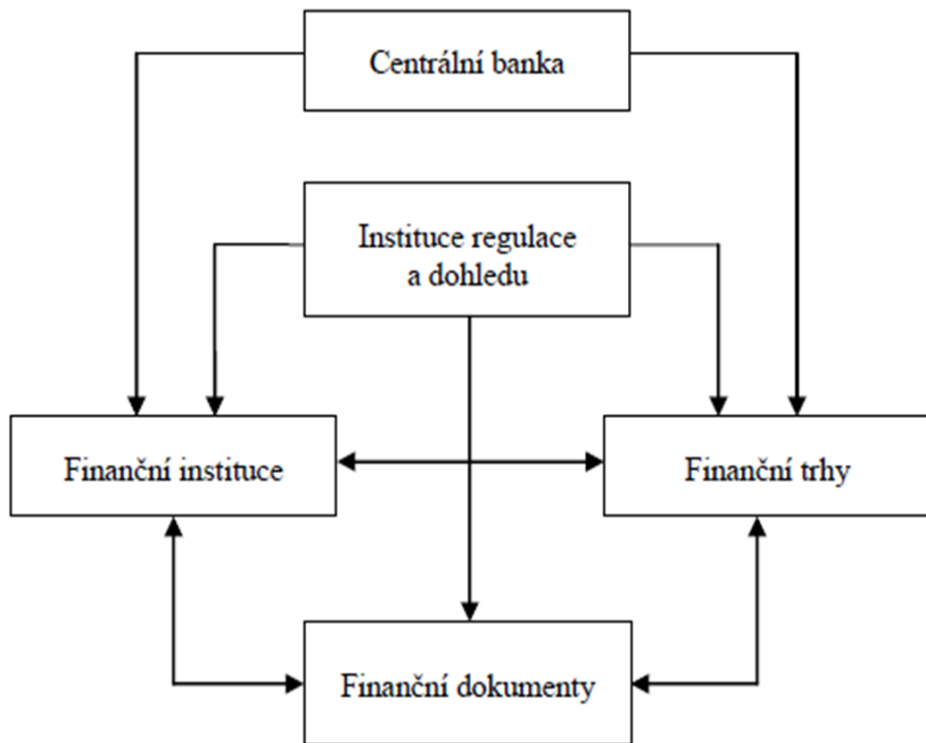 Centrální banka
Instituce regulace
a dohledu
Finanční instituce
Finanční trhy
Finanční dokumenty